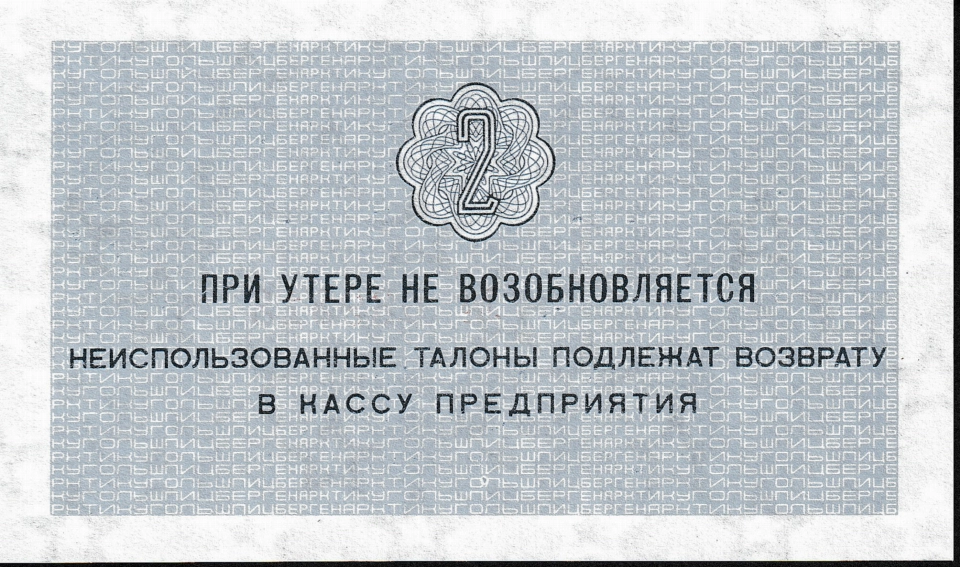 2
ПРИ УТЕРЕ НЕ ВОЗОБНОВЛЯЕТСЯ
НЕИСПОЛЬЗОВАННЫЕ ТАЛОНЫ ПОДЛЕЖАТ ВОЗВРАТУ
В КАССУ ПРЕДПРИЯТИЯ